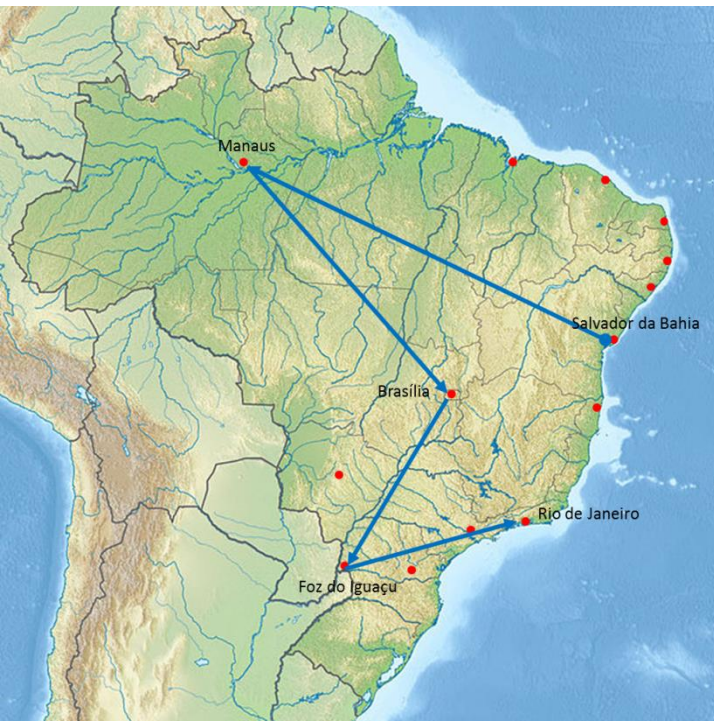 Manaus
Salvador da Bahia
Brasília
Rio de Janeiro
Foz do Iguaçu